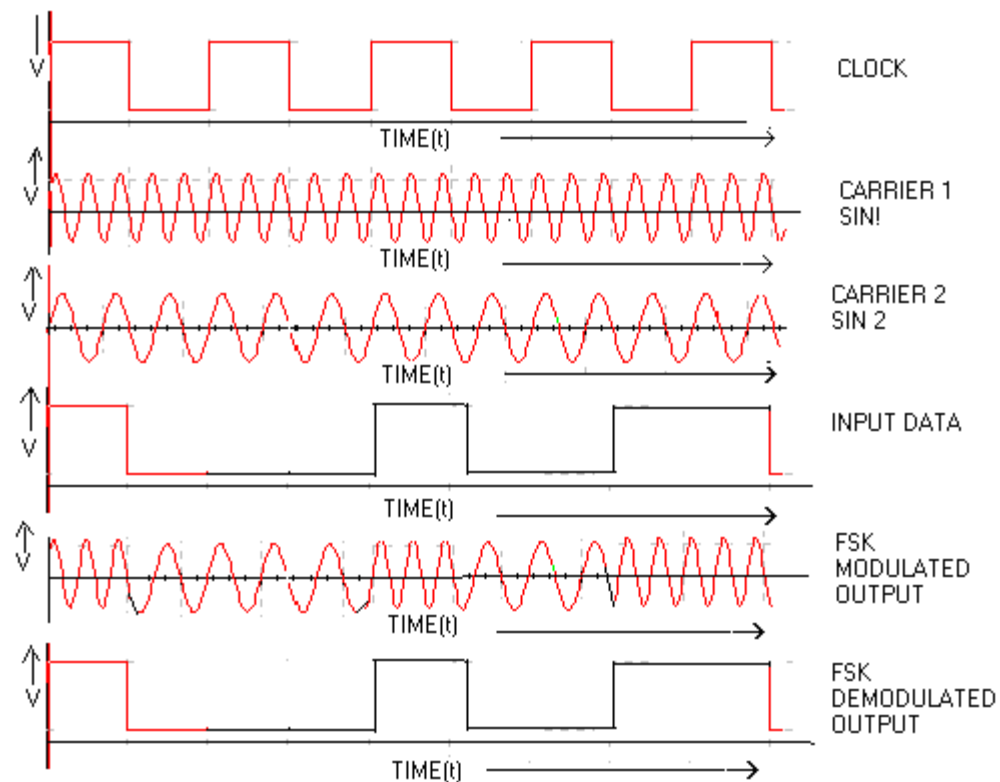 V
CLOCK
TIME(t)
V
CARRIER 1
SIN!
TIME(t)
V
CARRIER 2
SIN 2
TIME(t)
V
INPUT DATA
TIME(t)
V
FSK
MODULATED
OUTPUT
TIME(t)
V
FSK
DEMODULATED
OUTPUT
TIME(t)